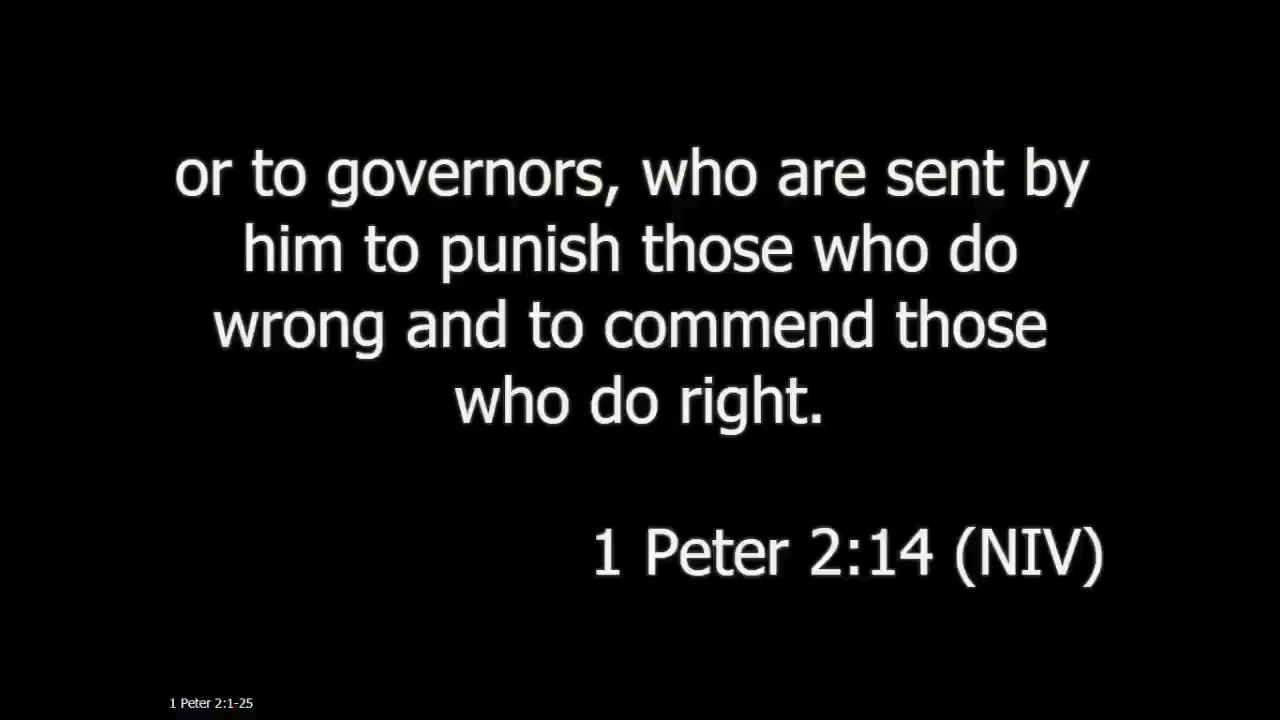 or to governors, who are sent by
him to punish those who do
wrong and to commend those
who do right.
1 Peter 2:14 (NIV)
1 Peter 2:1-25